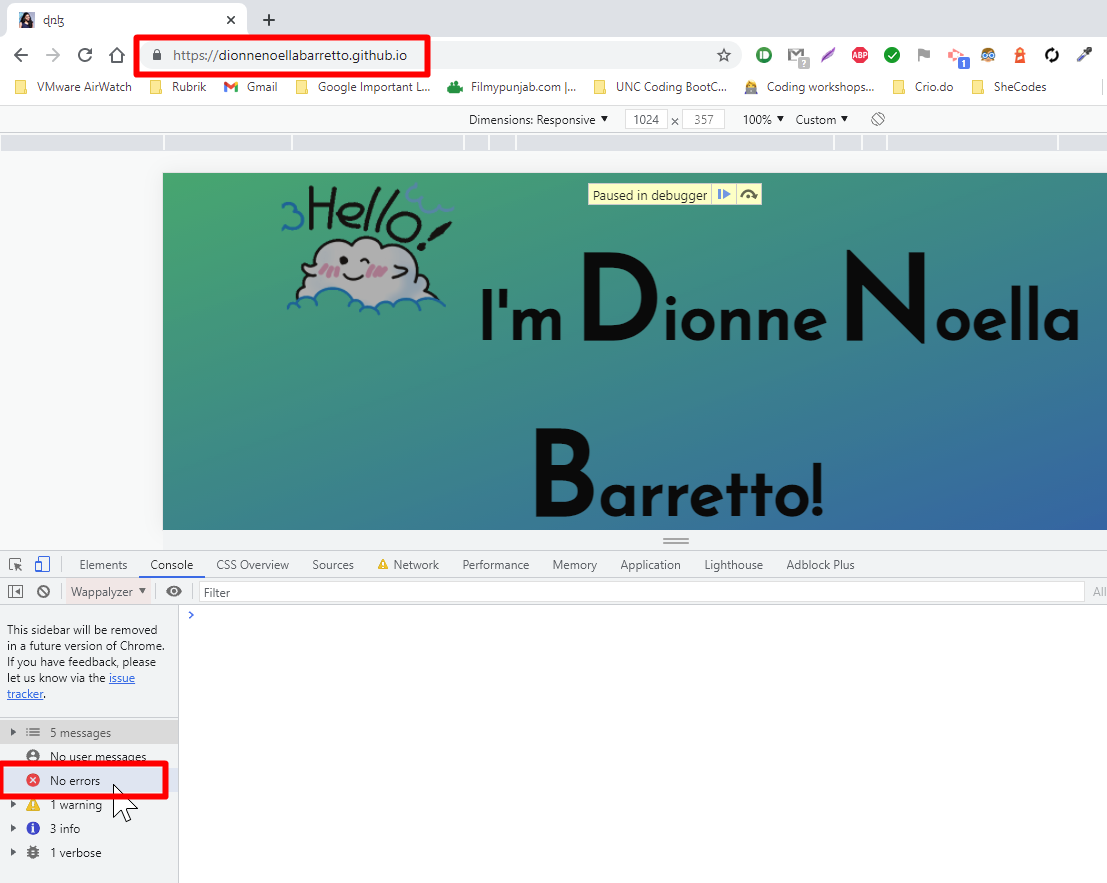 https://dionnenoellabarretto.github.io
VMware AirWatch Rubrik Gmail Google Important L... Filmypunjab.com |... UNC Coding BootC... Coding workshops... Crio.do SheCodes
Dimensions: Responsive ▼ 1024 x 357 100% ▼ Custom ▼
Paused in debugger
3Hello!
I'm Dionne Noella
Barretto!
Elements Console CSS Overview Sources Network Performance Memory Application Lighthouse Adblock Plus
Wappalyzer ▼ Filter All
This sidebar will be removed
in a future version of Chrome.
If you have feedback, please
let us know via the issue
tracker.
5 messages
No user messages
No errors
1 warning
3 info
1 verbose